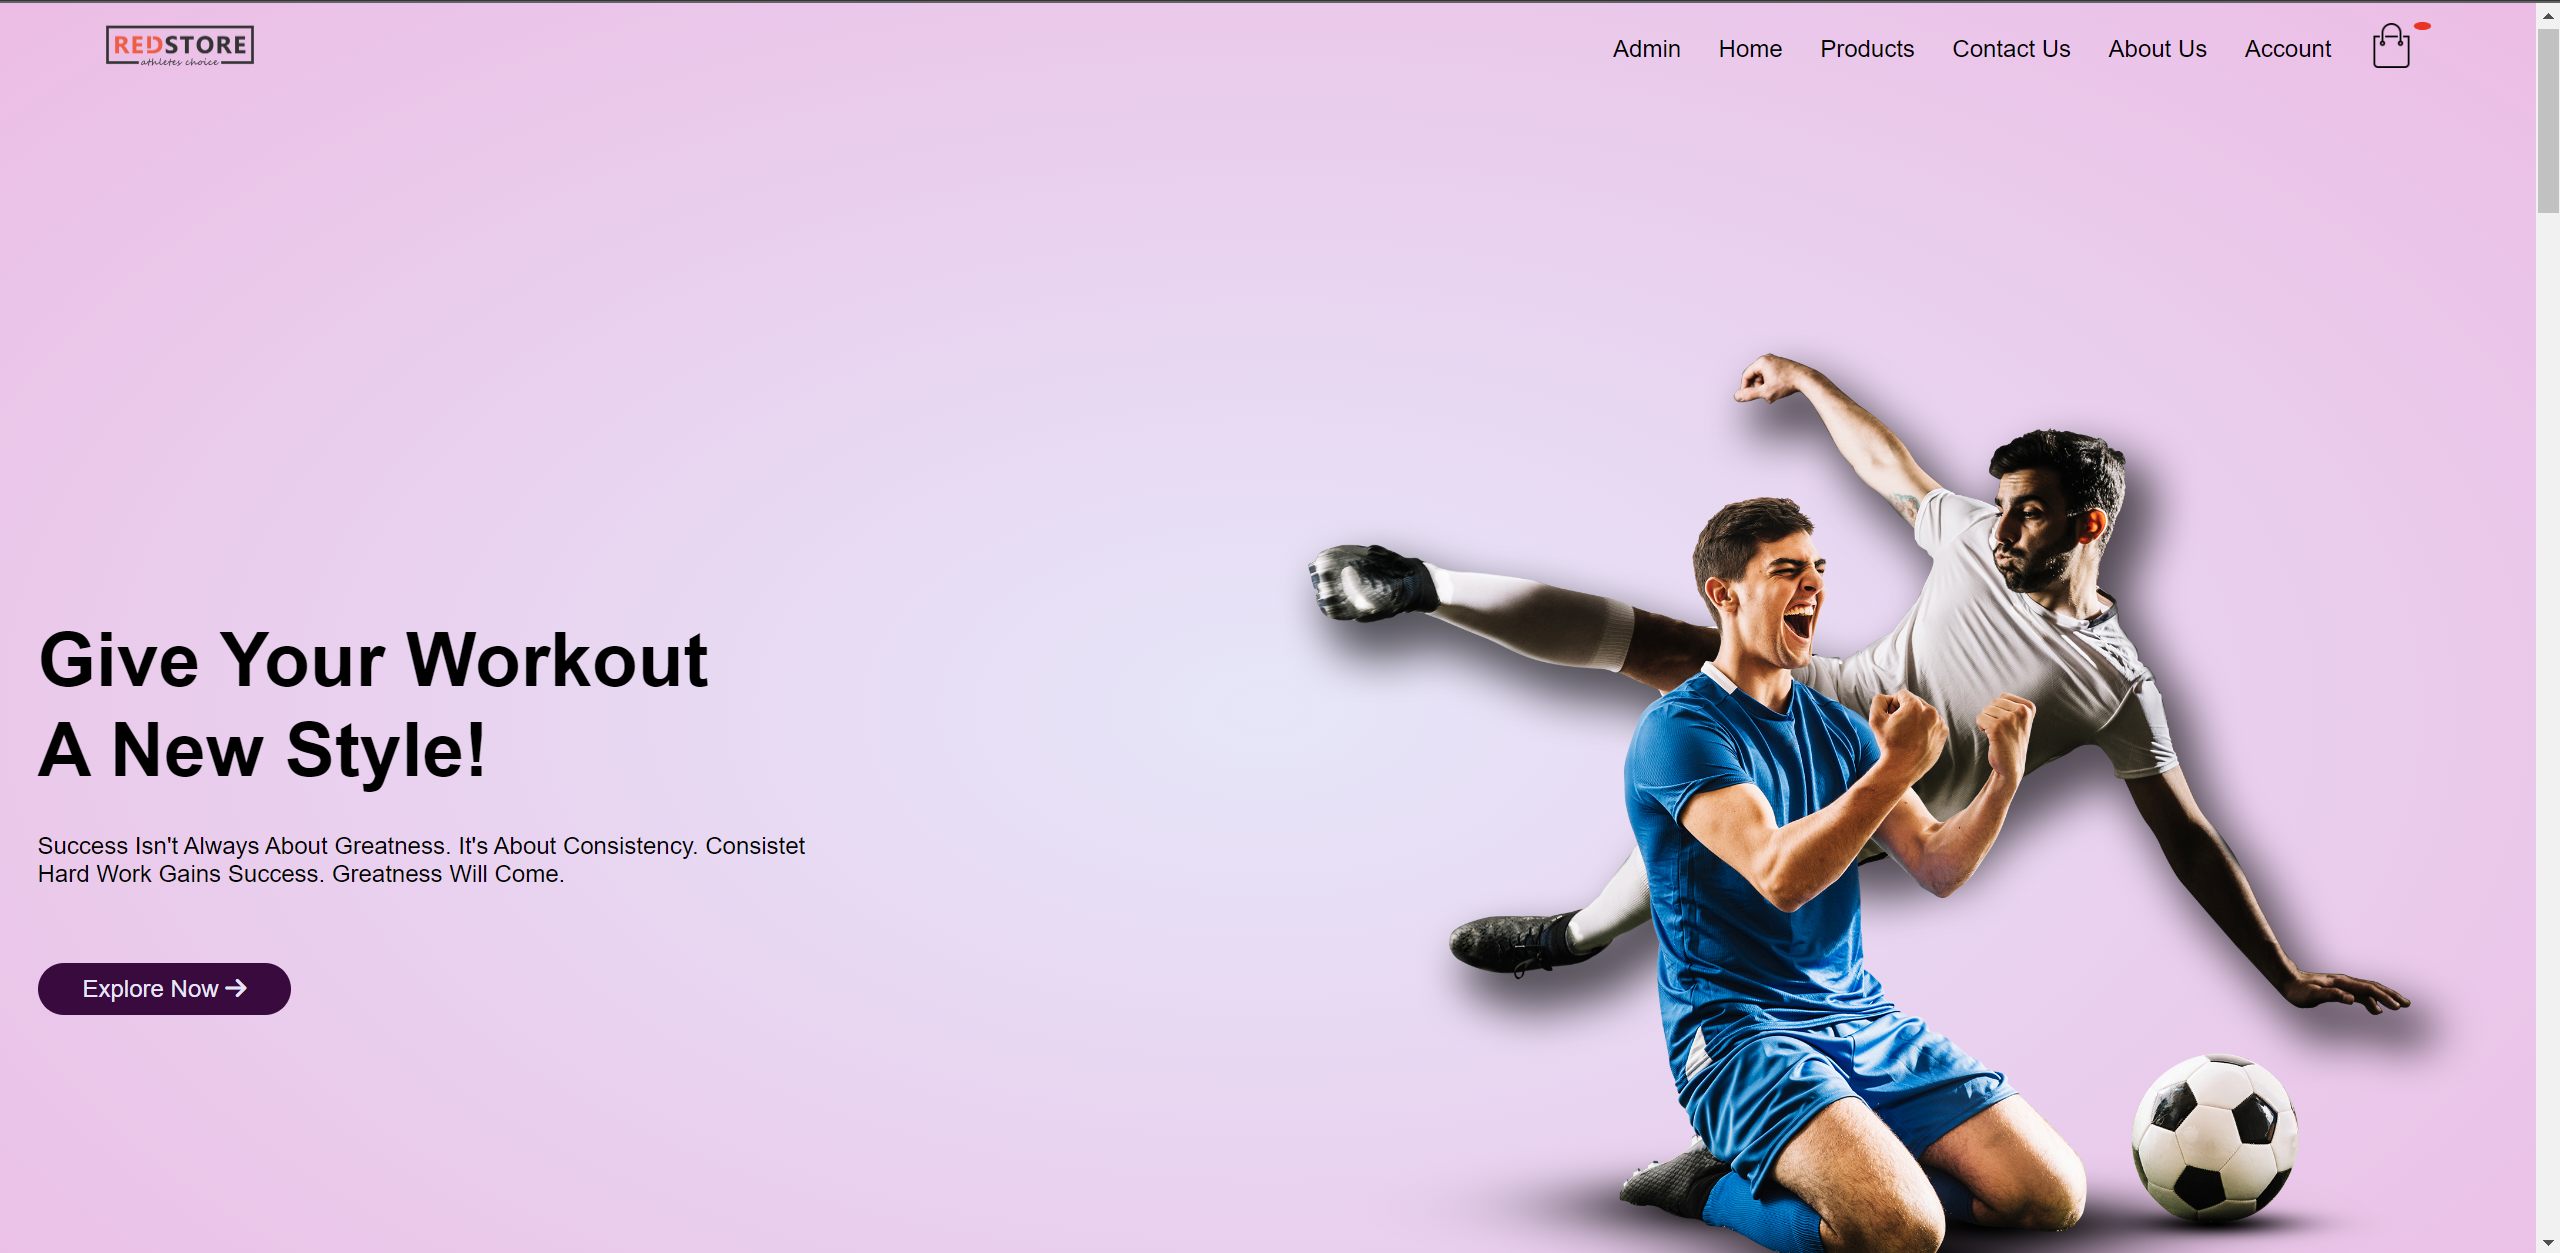 REDSTORE
athletes choice
Admin Home Products Contact Us About Us Account
Give Your Workout
A New Style!
Success Isn't Always About Greatness. It's About Consistency. Consistet
Hard Work Gains Success. Greatness Will Come.
Explore Now